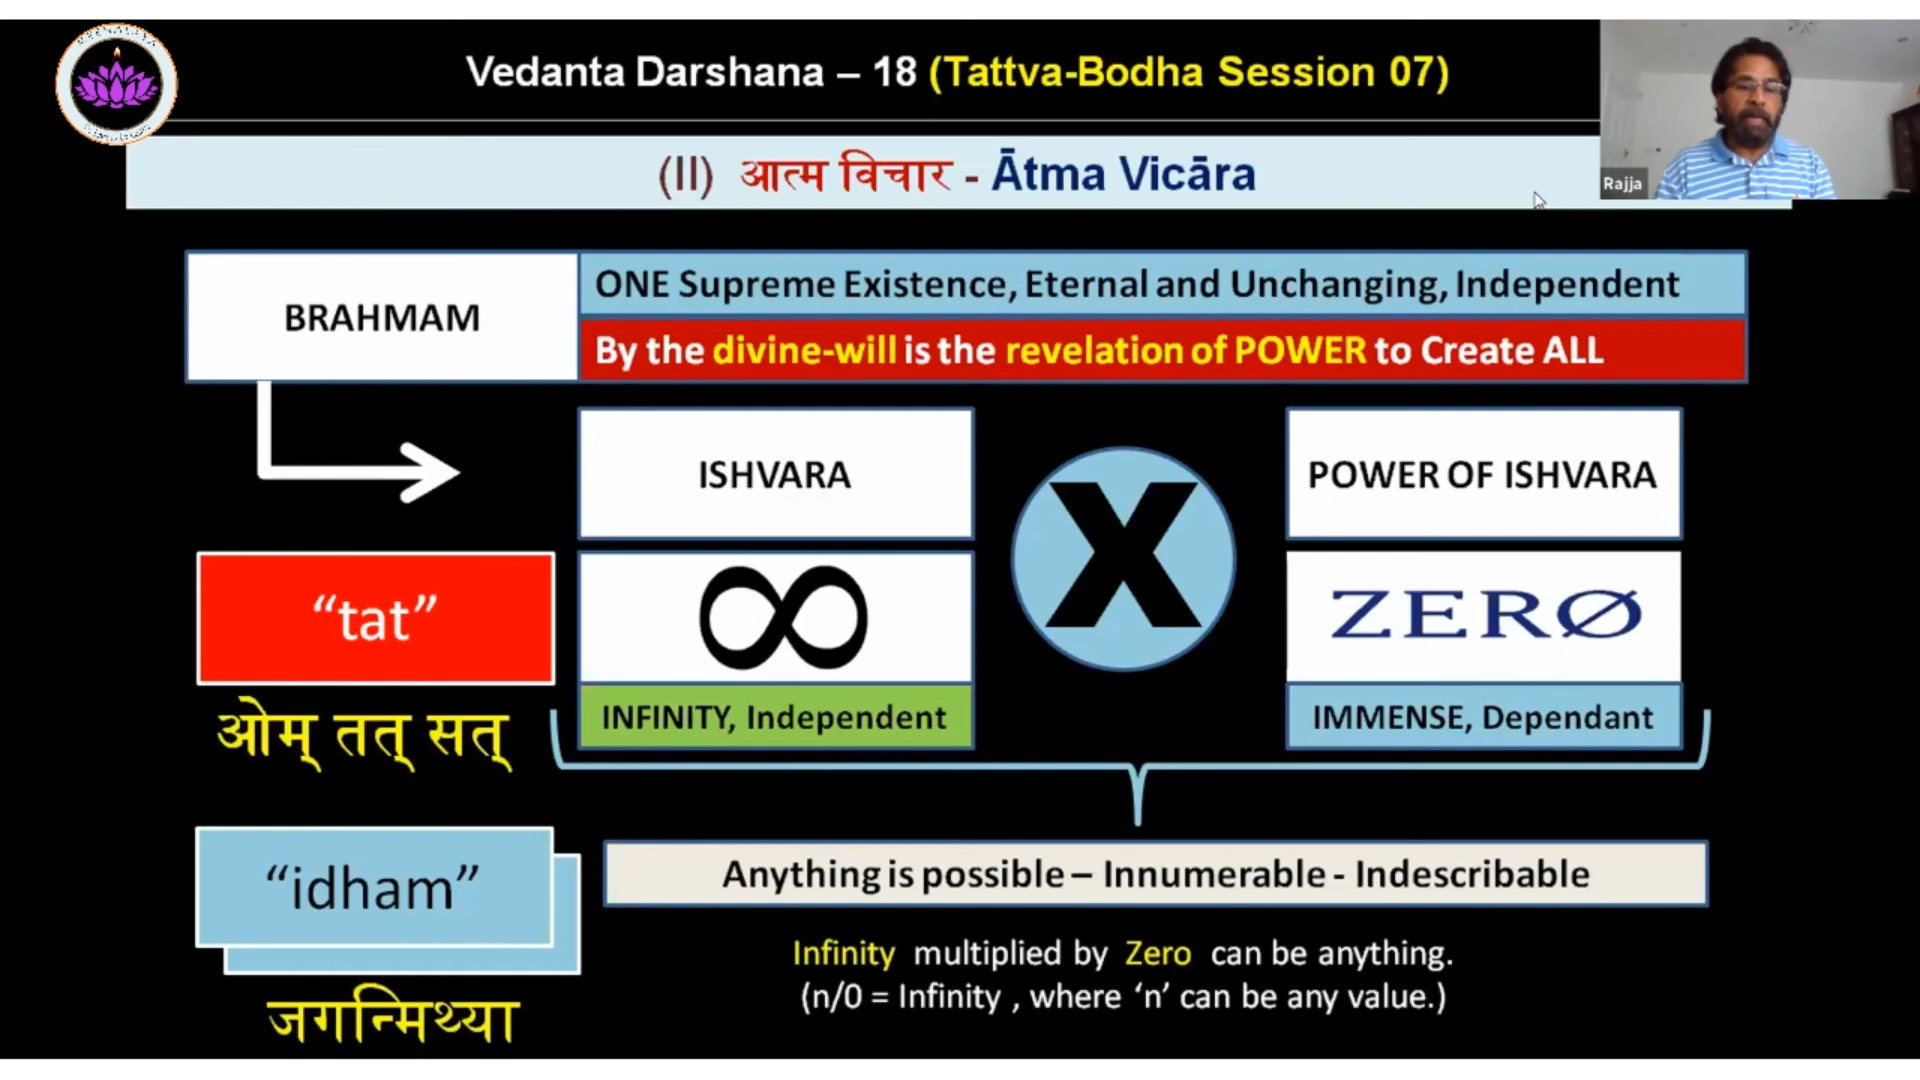 Vedanta Darshana – 18 (Tattva-Bodha Session 07)
Rajja
(II) आत्म विचार - Ātma Vicāra
BRAHMAM
ONE Supreme Existence, Eternal and Unchanging, Independent
By the divine-will is the revelation of POWER to Create ALL
ISHVARA
X
POWER OF ISHVARA
“tat”
∞
ZERØ
INFINITY, Independent
IMMENSE, Dependant
ओम् तत् सत्
“idham”
Anything is possible – Innumerable - Indescribable
Infinity multiplied by Zero can be anything.
(n/0 = Infinity , where ‘n’ can be any value.)
जगन्मिथ्या